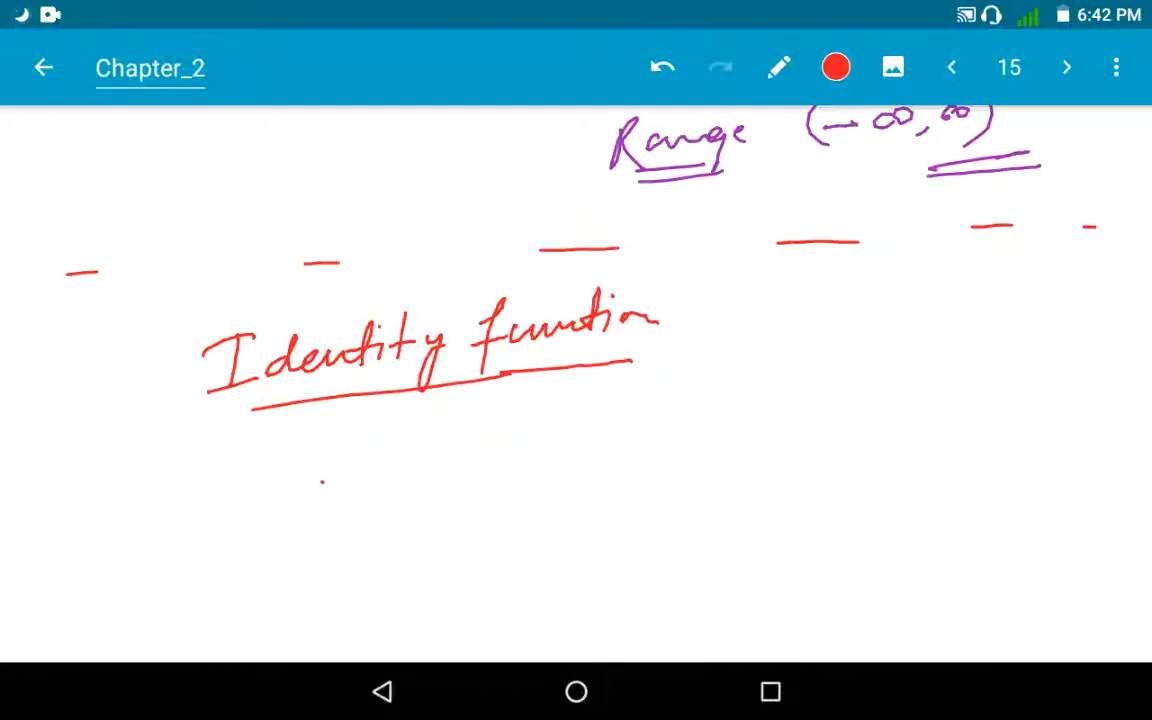 6:42 PM
Chapter_2
15
Range (-∞, ∞)
Identity function